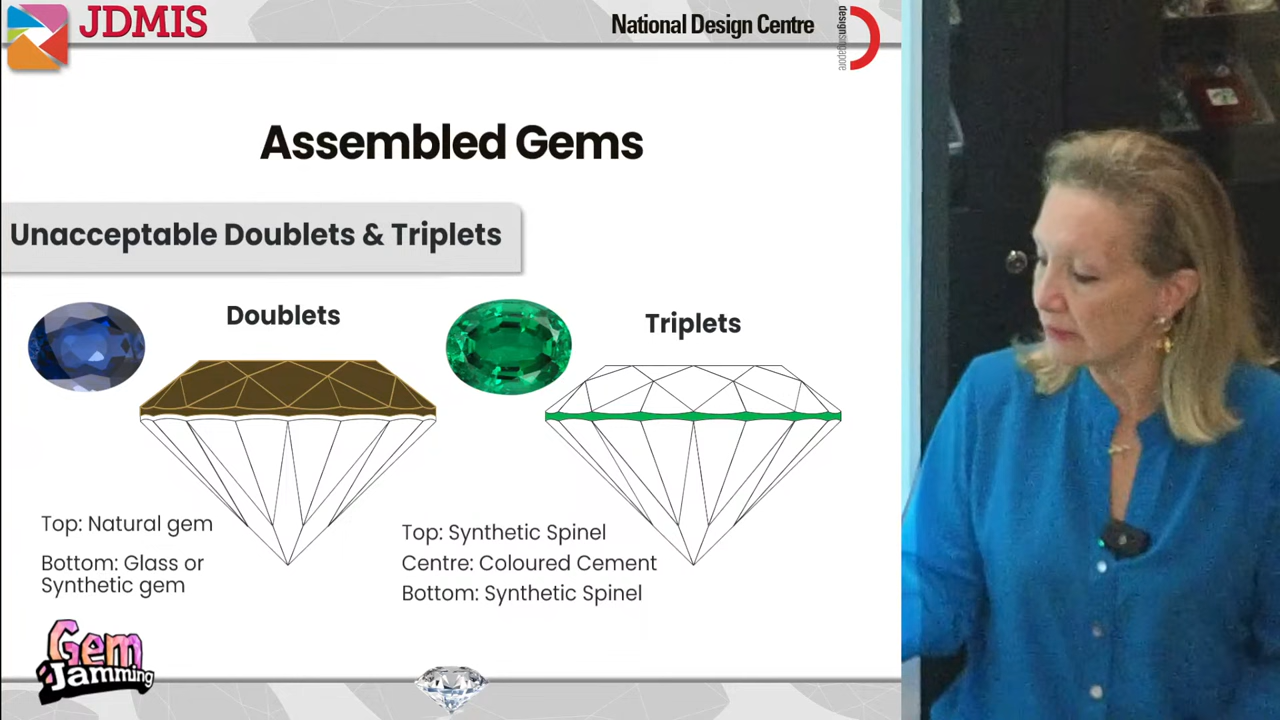 JDMIS
National Design Centre
designsingapore
Assembled Gems
Unacceptable Doublets & Triplets
Doublets
Triplets
Top: Natural gem
Bottom: Glass or
Synthetic gem
Top: Synthetic Spinel
Centre: Coloured Cement
Bottom: Synthetic Spinel
Gem
Jamming